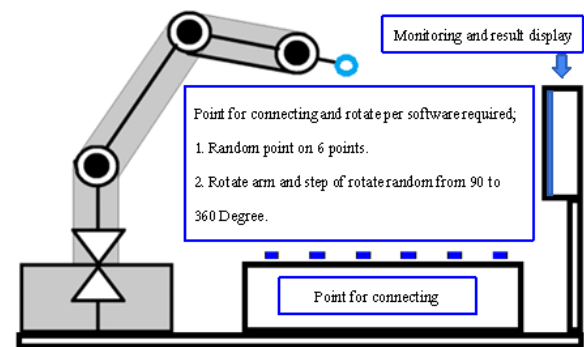 Monitoring and result display
Point for connecting and rotate per software required;
1. Random point on 6 points.
2. Rotate arm and step of rotate random from 90 to
360 Degree.
Point for connecting